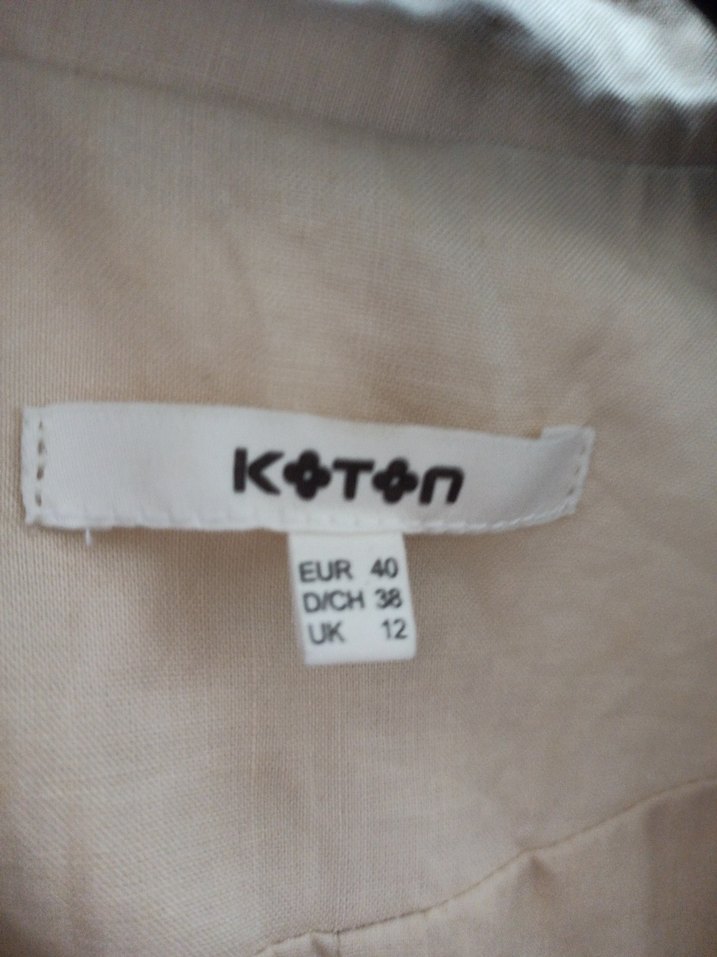 KOTON
EUR 40
D/CH 38
UK 12